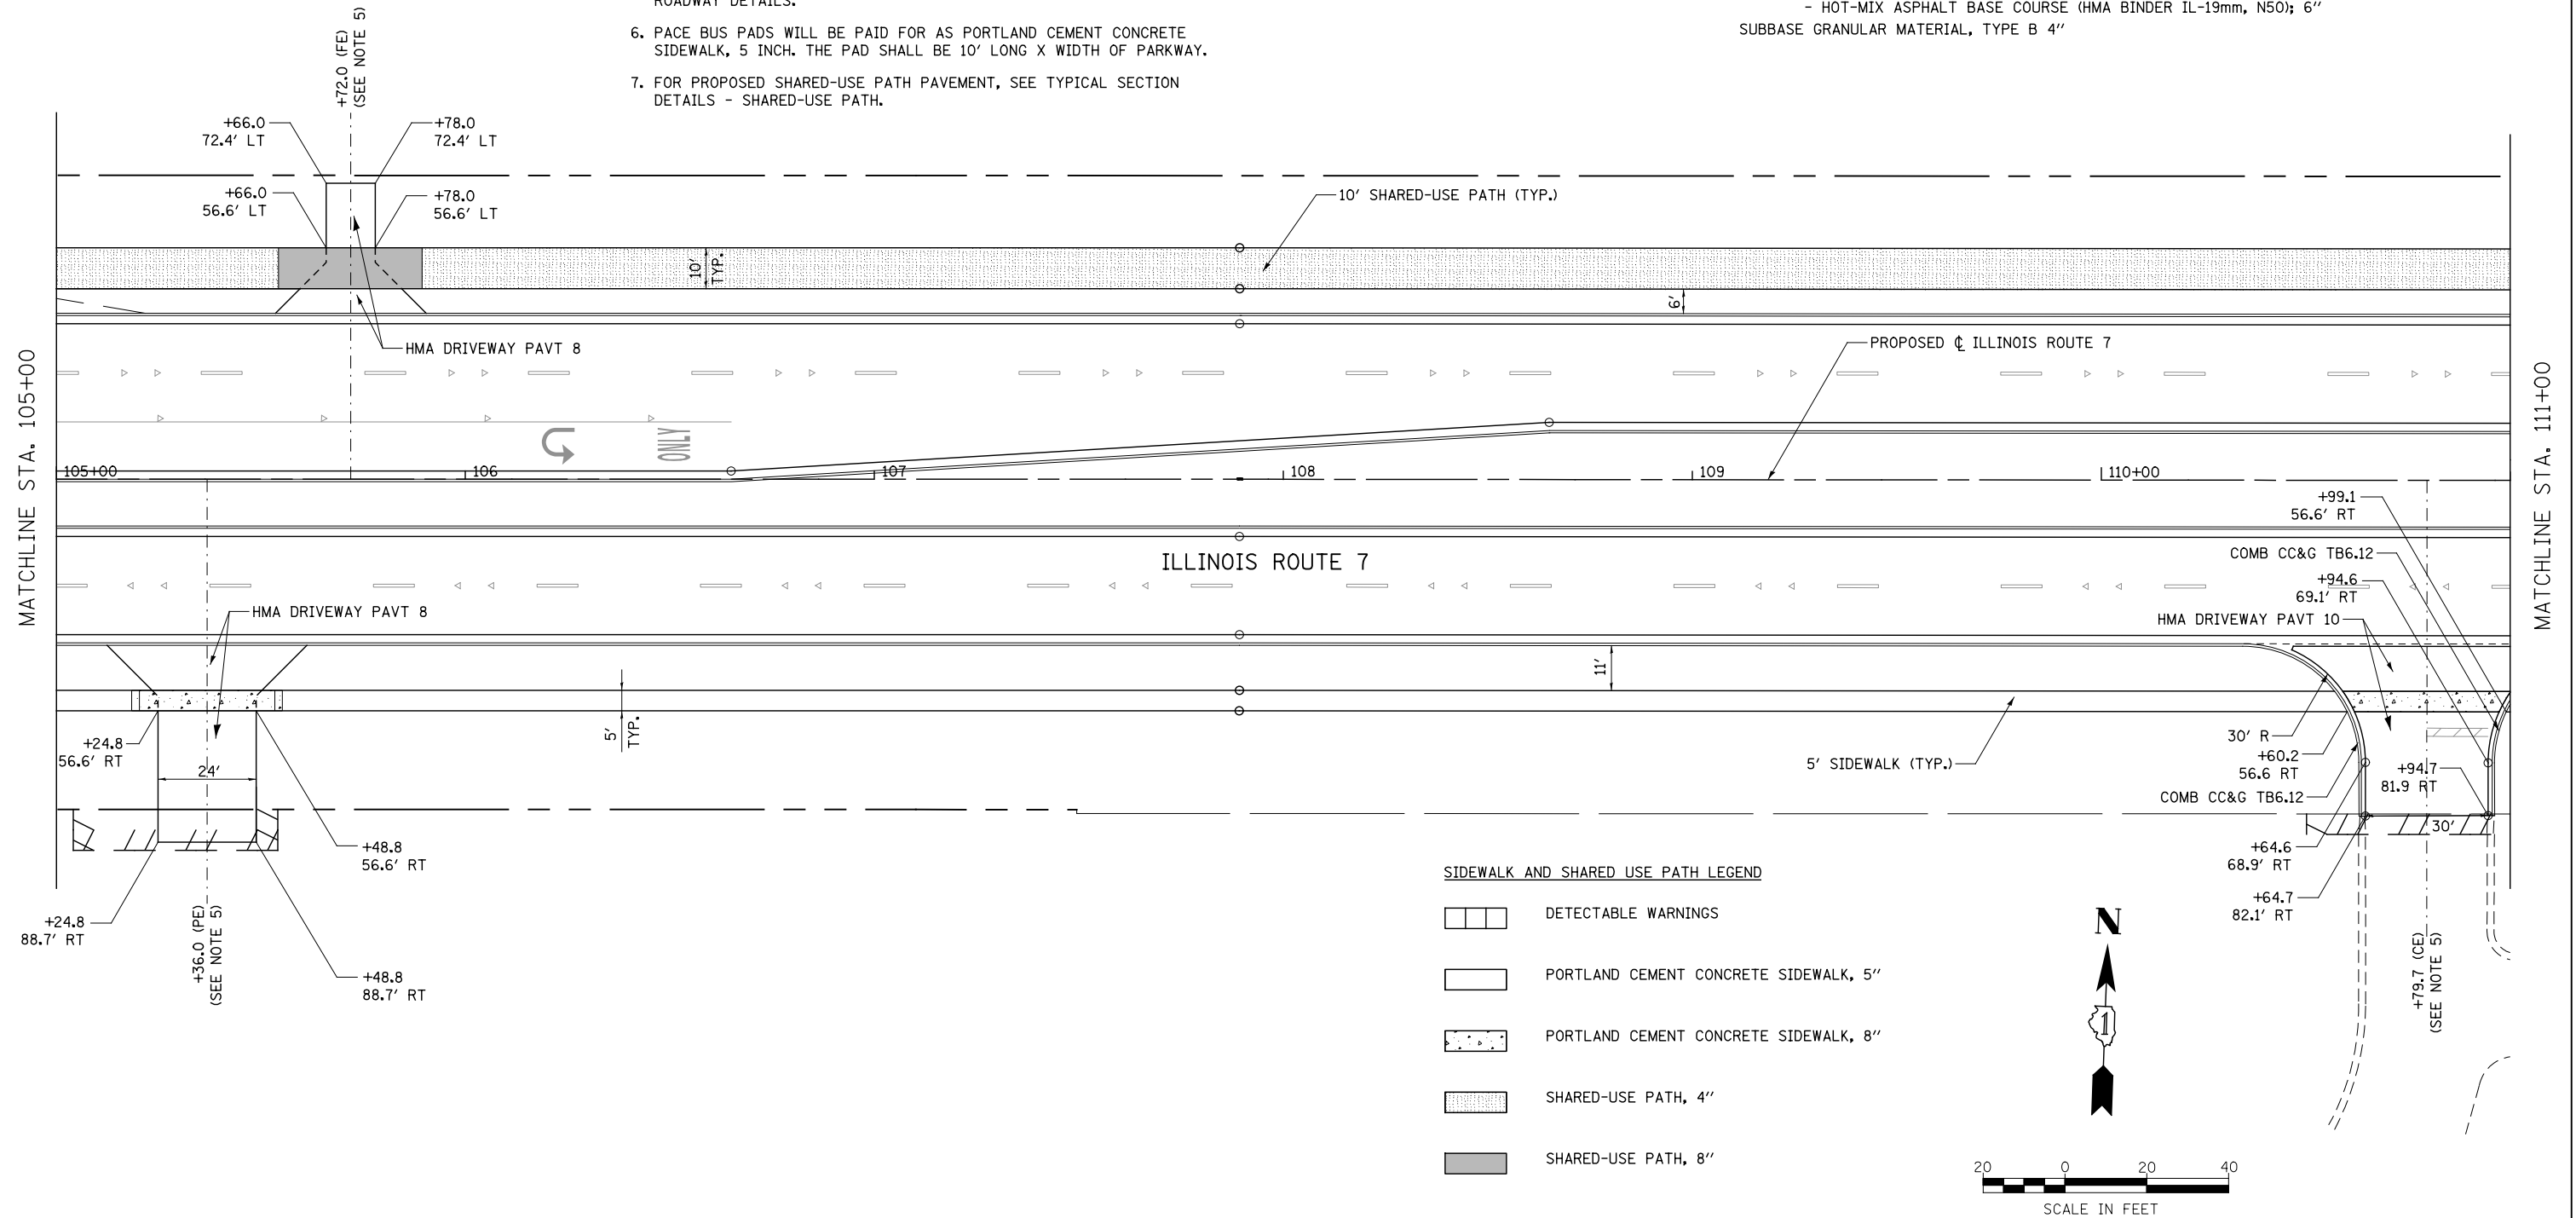 ROADWAY DETAILS.
6. PACE BUS PADS WILL BE PAID FOR AS PORTLAND CEMENT CONCRETE
SIDEWALK, 5 INCH. THE PAD SHALL BE 10' LONG X WIDTH OF PARKWAY.
7. FOR PROPOSED SHARED-USE PATH PAVEMENT, SEE TYPICAL SECTION
DETAILS - SHARED-USE PATH.
- HOT-MIX ASPHALT BASE COURSE (HMA BINDER IL-19mm, N50); 6"
SUBBASE GRANULAR MATERIAL, TYPE B 4"
+72.0 (FE)
(SEE NOTE 5)
+66.0
72.4' LT
+78.0
72.4' LT
+66.0
56.6' LT
+78.0
56.6' LT
10' SHARED-USE PATH (TYP.)
10'
TYP.
6'
HMA DRIVEWAY PAVT 8
PROPOSED ℄ ILLINOIS ROUTE 7
MATCHLINE STA. 105+00
MATCHLINE STA. 111+00
ONLY
105+00
106
107
108
109
110+00
+99.1
56.6' RT
COMB CC&G TB6.12
+94.6
69.1' RT
ILLINOIS ROUTE 7
HMA DRIVEWAY PAVT 8
HMA DRIVEWAY PAVT 10
11'
5'
TYP.
+24.8
56.6' RT
24'
30' R
+60.2
56.6 RT
5' SIDEWALK (TYP.)
+94.7
81.9 RT
COMB CC&G TB6.12
30'
+48.8
56.6' RT
+64.6
68.9' RT
+64.7
82.1' RT
+24.8
88.7' RT
+36.0 (PE)
(SEE NOTE 5)
+48.8
88.7' RT
+79.7 (CE)
(SEE NOTE 5)
SIDEWALK AND SHARED USE PATH LEGEND
DETECTABLE WARNINGS
PORTLAND CEMENT CONCRETE SIDEWALK, 5"
PORTLAND CEMENT CONCRETE SIDEWALK, 8"
SHARED-USE PATH, 4"
SHARED-USE PATH, 8"
N
1
20 0 20 40
SCALE IN FEET